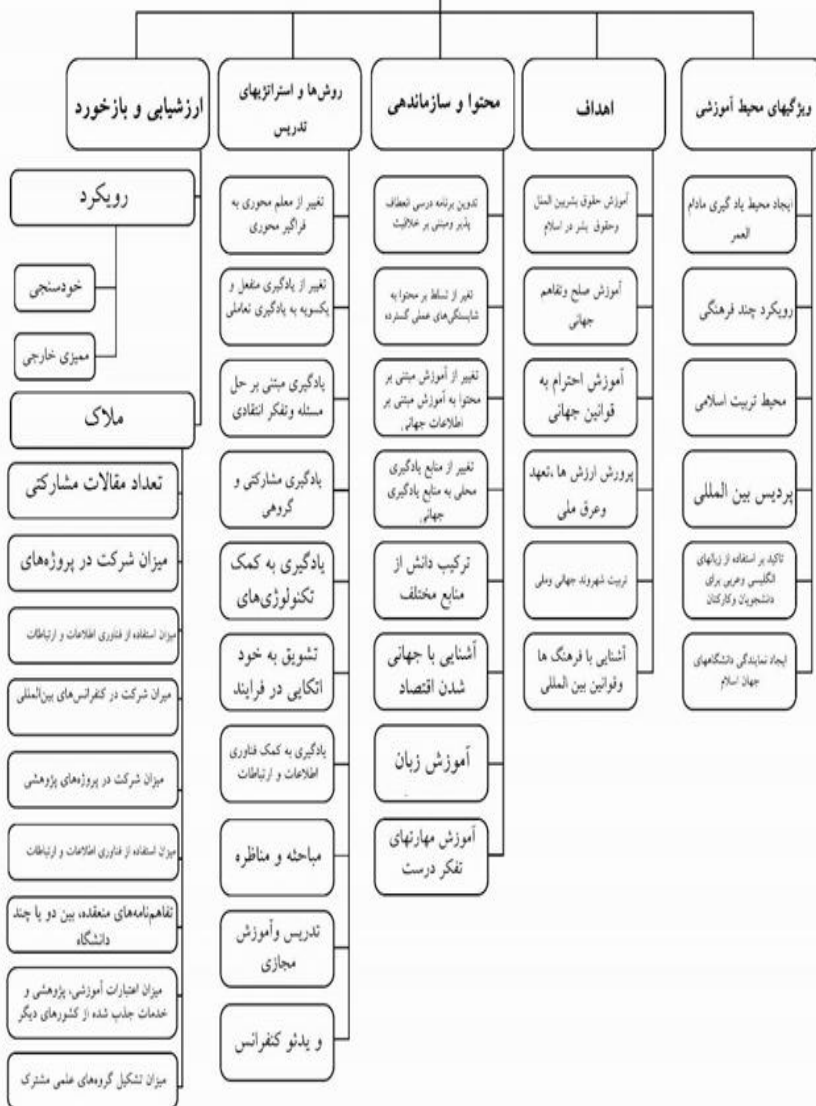 ویژگیهای محیط آموزشی
ایجاد محیط یاد گیری مادام
العمر
رویکرد چند فرهنگی
محیط تربیت اسلامی
پردیس بین المللی
تاکید بر استفاده از زبانهای
انگلیسی وعربی برای
دانشجویان وکارکنان
ایجاد نمایندگی دانشگاههای
جهان اسلام
اهداف
آموزش حقوق بشربین الملل
وحقوق بشر در اسلام
آموزش صلح وتفاهم
جهانی
آموزش احترام به
قوانین جهانی
پرورش ارزش ها ،تعهد
وعرق ملی
تربیت شهروند جهانی وملی
آشنایی با فرهنگ ها
وقوانین بین المللی
محتوا و سازماندهی
تدوین برنامه درسی انعطاف
پذیر ومبتنی بر خلاقیت
تغیر از تسلط بر محتوا به
شایستگی‌های عملی گسترده
تغییر از آموزش مبتنی بر
محتوا به آموزش مبتنی بر
اطلاعات جهانی
تغییر از منابع یادگیری
محلی به منابع یادگیری
جهانی
ترکیب دانش از
منابع مختلف
آشنایی با جهانی
شدن اقتصاد
آموزش زبان
آموزش مهارتهای
تفکر درست
روش‌ها و استراتژیهای
تدریس
تغییر از معلم محوری به
فراگیر محوری
تغییر از یادگیری منفعل و
یکسویه به یادگیری تعاملی
یادگیری مبتنی بر حل
مسئله وتفکر انتقادی
یادگیری مشارکتی و
گروهی
یادگیری به کمک
تکنولوژی‌های
تشویق به خود
اتکایی در فرایند
یادگیری به کمک فناوری
اطلاعات و ارتباطات
مباحثه و مناظره
تدریس وآموزش
مجازی
و یدئو کنفرانس
ارزشیابی و بازخورد
رویکرد
خودسنجی
ممیزی خارجی
ملاک
تعداد مقالات مشارکتی
میزان شرکت در پروژه‌های
میزان استفاده از فناوری اطلاعات و ارتباطات
میزان شرکت در کنفرانس‌های بین‌المللی
میزان شرکت در پروژه‌های پژوهشی
میزان استفاده از فناوری اطلاعات و ارتباطات
تفاهم‌نامه‌های منعقده، بین دو یا چند
دانشگاه
میزان اعتبارات آموزشی، پژوهشی و
خدمات جذب شده از کشورهای دیگر
میزان تشکیل گروه‌های علمی مشترک